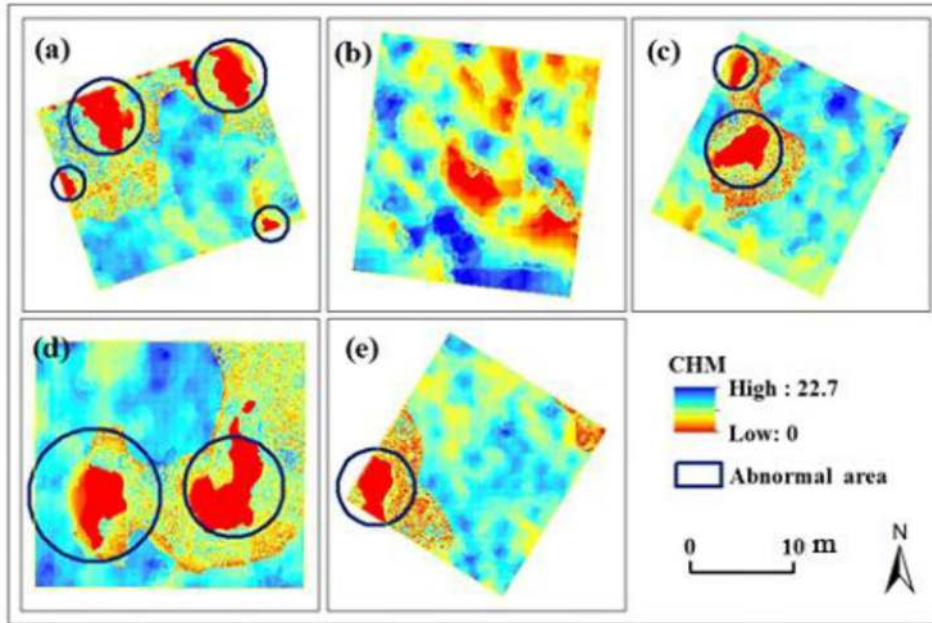 (a)
(b)
(c)
(d)
(e)
CHM
High : 22.7
Low: 0
Abnormal area
0 10 m
N